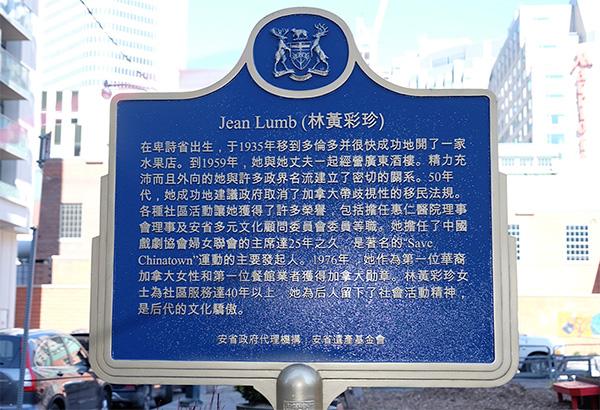 Jean Lumb (林黃彩珍)
在卑詩省出生，于1935年移到多倫多并很快成功地開了一家
水果店。到1959年，她與她丈夫一起經營廣東酒樓。精力充
沛而且外向的她與許多政界名流建立了密切的關系。50年
代，她成功地建議政府取消了加拿大帶歧視性的移民法規。
各種社區活動讓她獲得了許多榮譽，包括擔任惠仁醫院理事
會理事及安省多元文化顧問委員會委員等職。她擔任了中國
戲劇協會婦女聯會的主席達25年之久，是著名的"Save
Chinatown"運動的主要發起人。1976年，她作為第一位華裔
加拿大女性和第一位餐館業者獲得加拿大勛章。林黃彩珍女
士為社區服務達40年以上，她為后人留下了社會活動精神，
是后代的文化驕傲。
安省政府代理機搆，安省遺產基金會